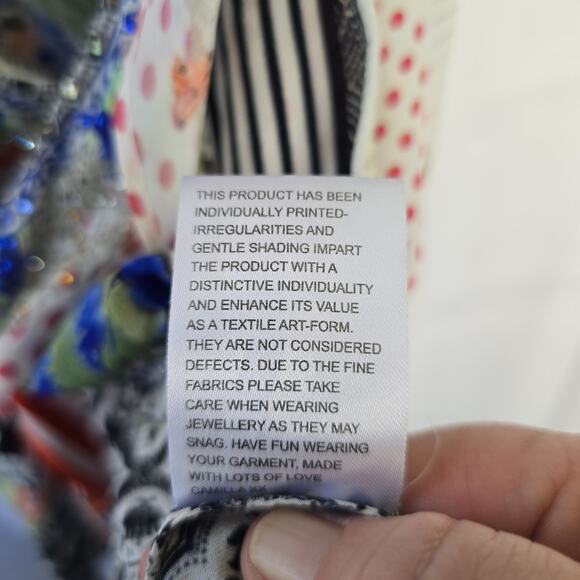 THIS PRODUCT HAS BEEN
INDIVIDUALLY PRINTED-
IRREGULARITIES AND
GENTLE SHADING IMPART
THE PRODUCT WITH A
DISTINCTIVE INDIVIDUALITY
AND ENHANCE ITS VALUE
AS A TEXTILE ART-FORM.
THEY ARE NOT CONSIDERED
DEFECTS. DUE TO THE FINE
FABRICS PLEASE TAKE
CARE WHEN WEARING
JEWELLERY AS THEY MAY
SNAG. HAVE FUN WEARING
YOUR GARMENT, MADE
WITH LOTS OF LOVE
CAMILLA XX